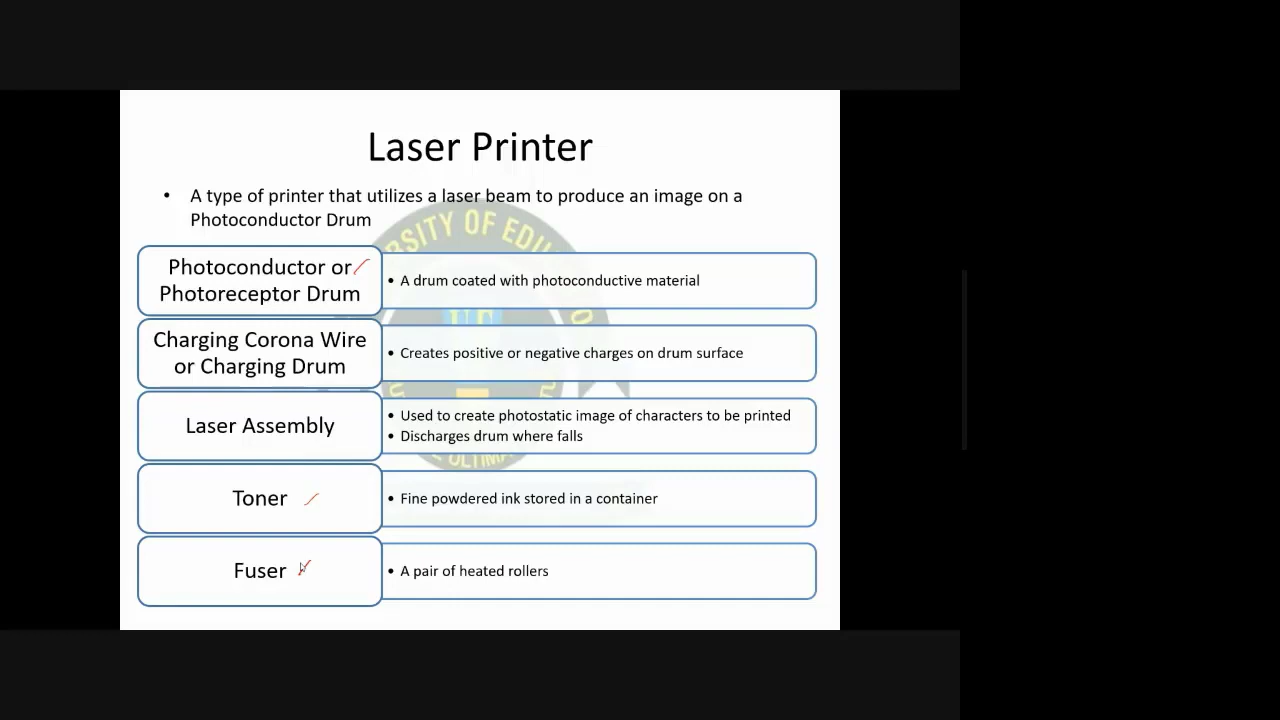 Laser Printer
• A type of printer that utilizes a laser beam to produce an image on a
Photoconductor Drum
Photoconductor or
Photoreceptor Drum
• A drum coated with photoconductive material
Charging Corona Wire
or Charging Drum
• Creates positive or negative charges on drum surface
Laser Assembly
• Used to create photostatic image of characters to be printed
• Discharges drum where falls
Toner
• Fine powdered ink stored in a container
Fuser
• A pair of heated rollers